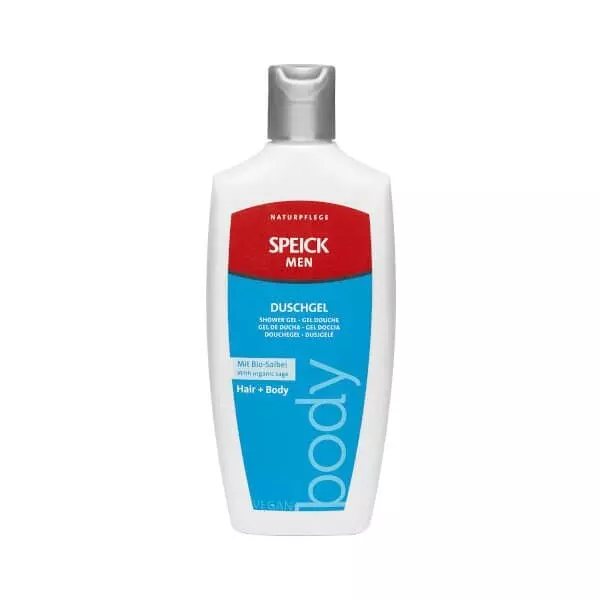 NATURPFLEGE
SPEICK
MEN
DUSCHGEL
SHOWER GEL - GEL DOUCHE
GEL DE DUCHA - GEL DOCCIA
DOUCHEGEL - DUSJGELÉ
Mit Bio-Salbei
With organic sage
Hair + Body
body
VEGAN